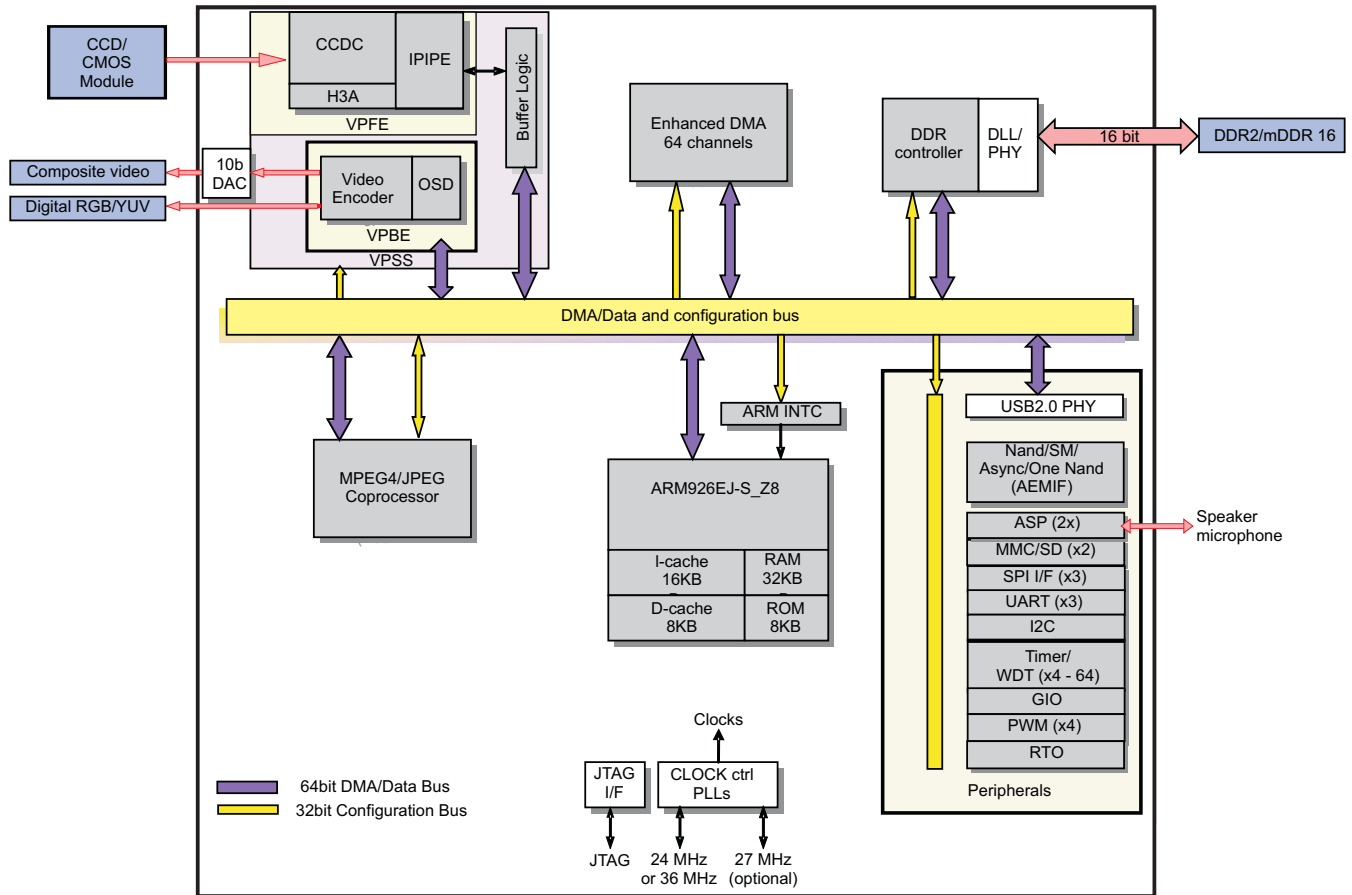 CCD/
CMOS
Module
CCDC
IPIPE
H3A
VPFE
Buffer Logic
Enhanced DMA
64 channels
DDR
controller
DLL/
PHY
16 bit
DDR2/mDDR 16
Composite video
10b
DAC
Digital RGB/YUV
Video
Encoder
OSD
VPBE
VPSS
DMA/Data and configuration bus
MPEG4/JPEG
Coprocessor
ARM INTC
ARM926EJ-S_Z8
I-cache
16KB
RAM
32KB
D-cache
8KB
ROM
8KB
USB2.0 PHY
Nand/SM/
Async/One Nand
(AEMIF)
ASP (2x)
Speaker
microphone
MMC/SD (x2)
SPI I/F (x3)
UART (x3)
I2C
Timer/
WDT (x4 - 64)
GIO
PWM (x4)
RTO
Peripherals
Clocks
JTAG
I/F
CLOCK ctrl
PLLs
64bit DMA/Data Bus
32bit Configuration Bus
JTAG
24 MHz
or 36 MHz
27 MHz
(optional)